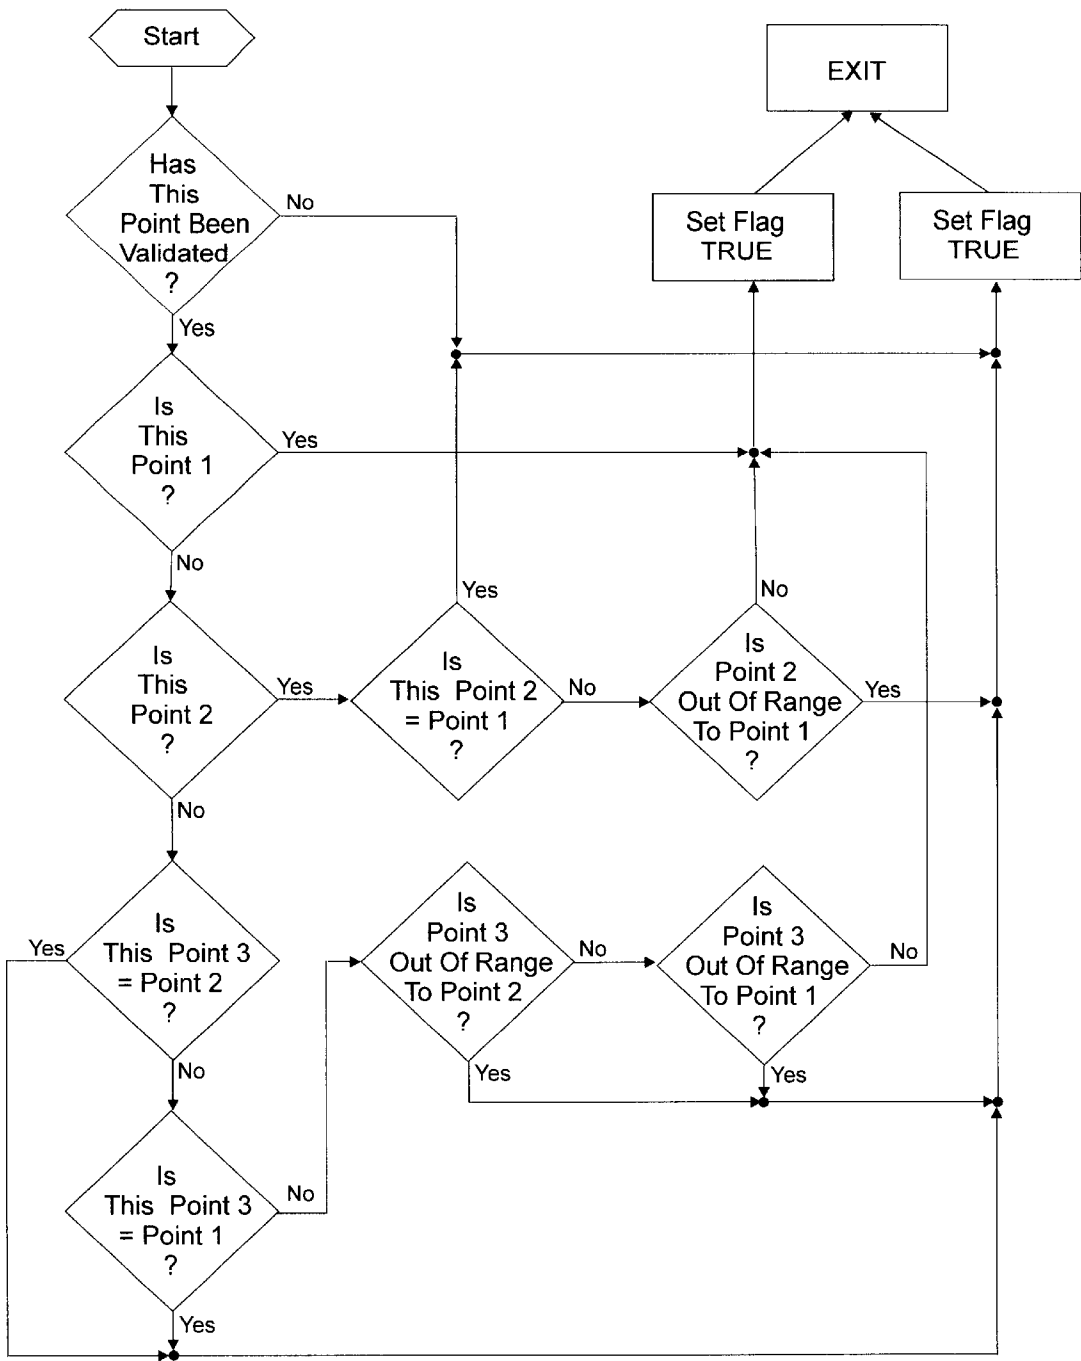 Start
EXIT
Has
This
Point Been
Validated
?
No
Set Flag
TRUE
Set Flag
TRUE
Yes
Is
This
Point 1
?
Yes
No
Is
This
Point 2
?
Yes
Yes
Is
This Point 2
= Point 1
?
No
No
Is
Point 2
Out Of Range
To Point 1
?
Yes
No
Is
This Point 3
= Point 2
?
Yes
Is
Point 3
Out Of Range
To Point 2
?
No
Is
Point 3
Out Of Range
To Point 1
?
No
No
Yes
Yes
Is
This Point 3
= Point 1
?
No
Yes